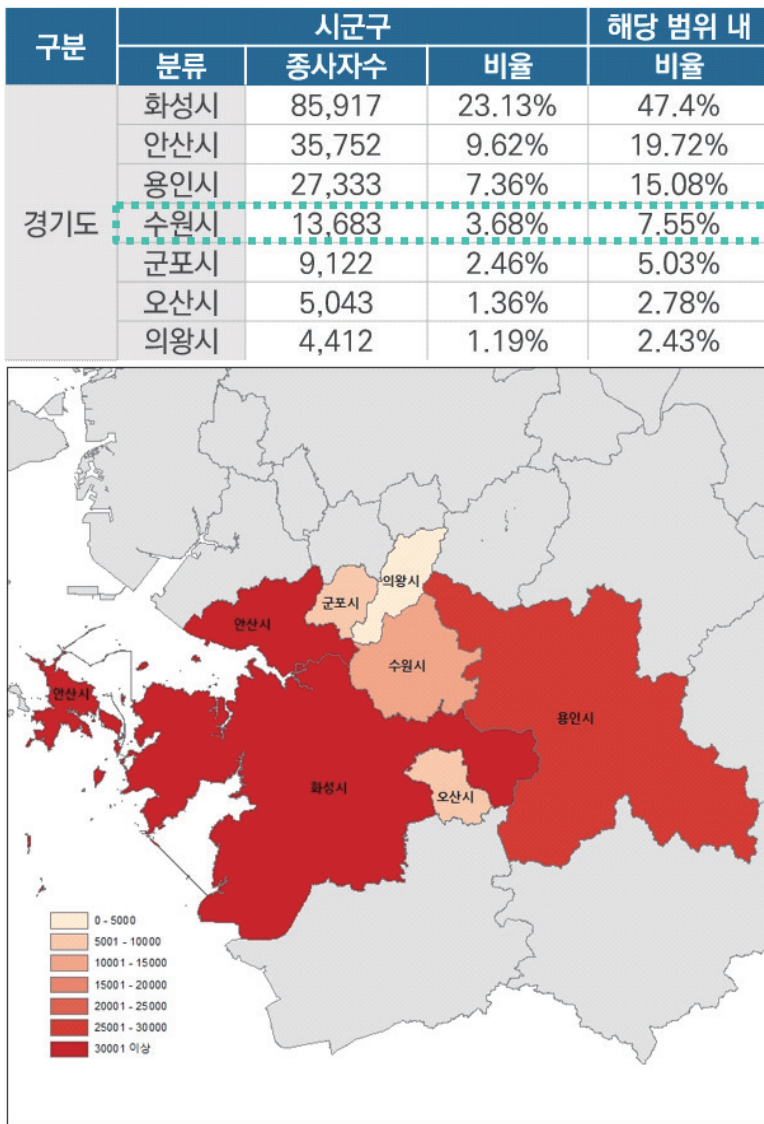 구분 시군구 해당 범위 내
분류 종사자수 비율 비율
경기도
화성시 85,917 23.13% 47.4%
안산시 35,752 9.62% 19.72%
용인시 27,333 7.36% 15.08%
수원시 13,683 3.68% 7.55%
군포시 9,122 2.46% 5.03%
오산시 5,043 1.36% 2.78%
의왕시 4,412 1.19% 2.43%
의왕시
군포시
안산시
수원시
안산시
용인시
화성시
오산시
0 - 5000
5001 - 10000
10001 - 15000
15001 - 20000
20001 - 25000
25001 - 30000
30001 이상